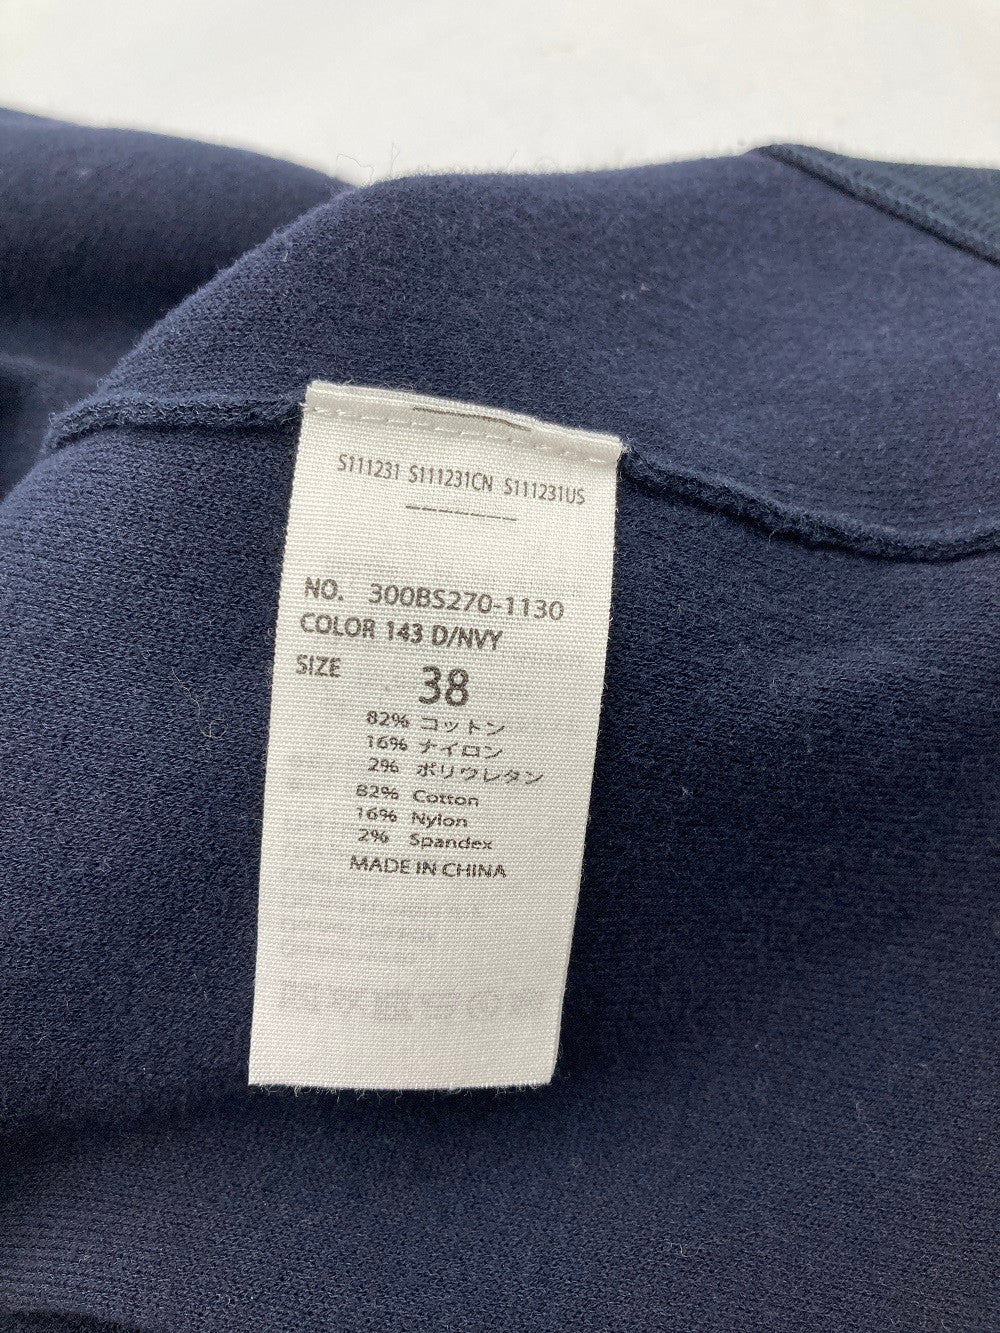 S111231 S111231CN S111231US
-------
NO. 300BS270-1130
COLOR 143 D/NVY
SIZE 38
82% コットン
16% ナイロン
2% ポリウレタン
82% Cotton
16% Nylon
2% Spandex
MADE IN CHINA